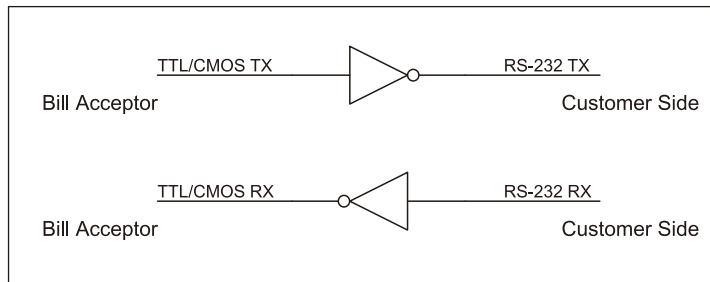 TTL/CMOS TX RS-232 TX
Bill Acceptor Customer Side
TTL/CMOS RX RS-232 RX
Bill Acceptor Customer Side